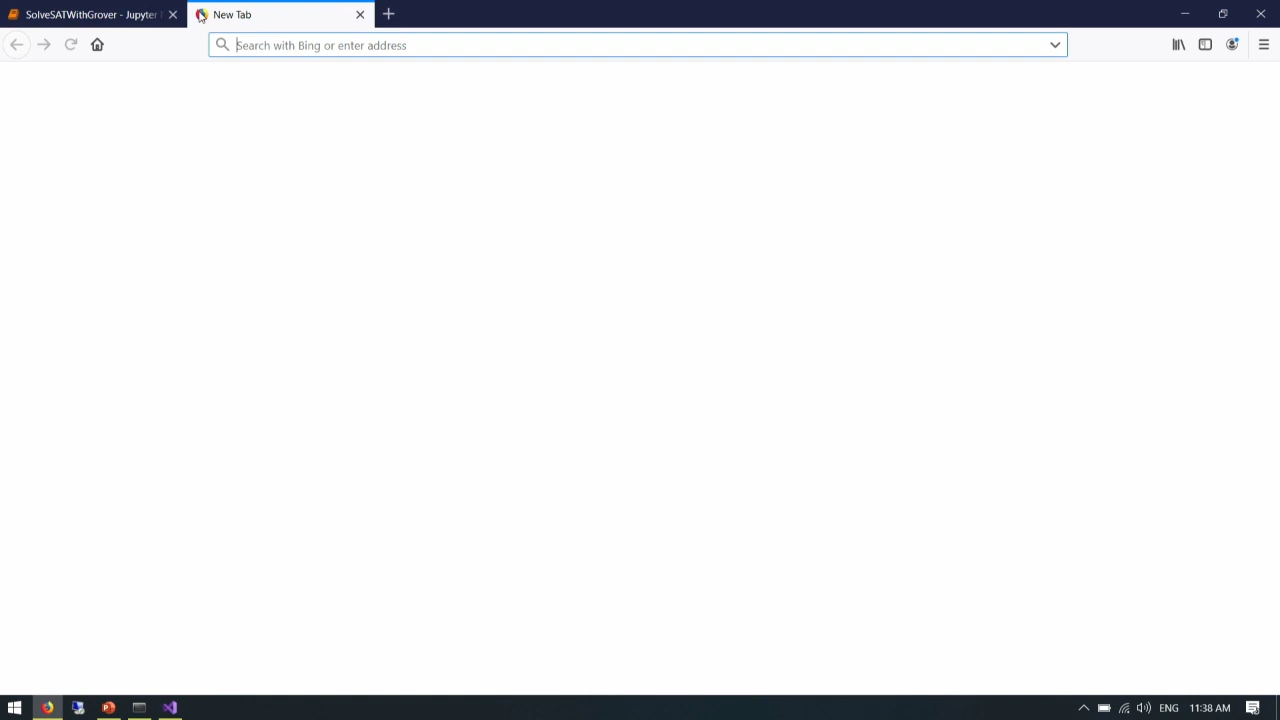 SolveSATWithGrover - Jupyter
New Tab
Search with Bing or enter address
ENG
11:38 AM